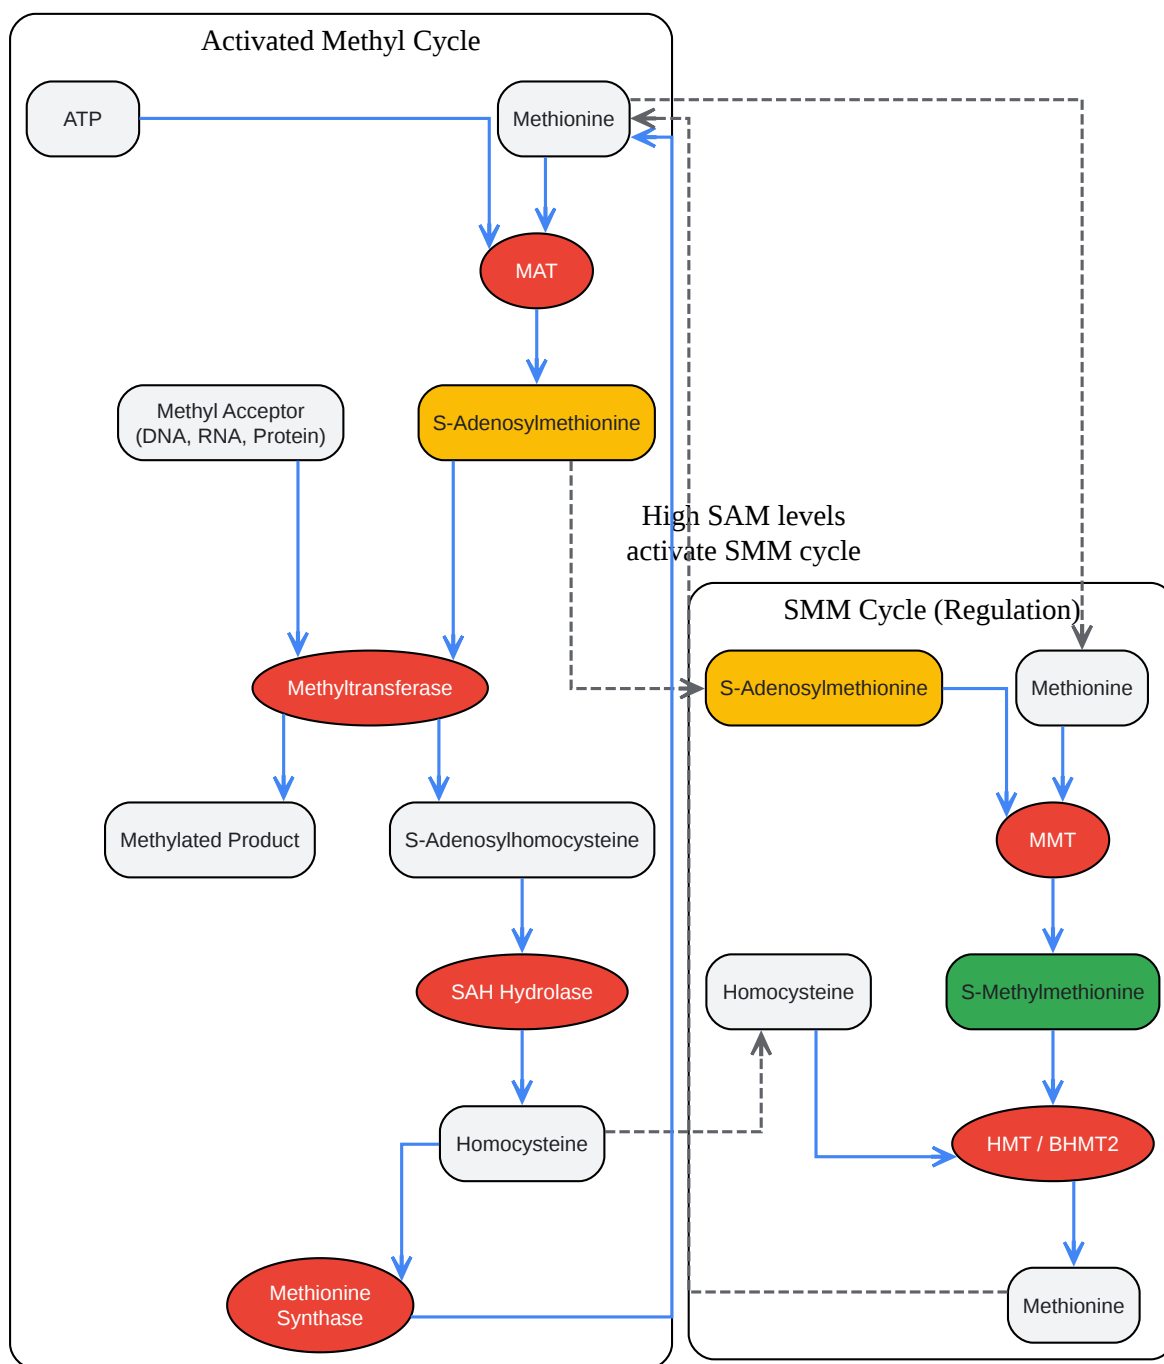 Activated Methyl Cycle
ATP
Methionine
MAT
Methyl Acceptor
(DNA, RNA, Protein)
S-Adenosylmethionine
High SAM levels
activate SMM cycle
SMM Cycle (Regulation)
Methyltransferase
S-Adenosylmethionine
Methionine
Methylated Product
S-Adenosylhomocysteine
MMT
SAH Hydrolase
Homocysteine
S-Methylmethionine
Homocysteine
HMT / BHMT2
Methionine
Synthase
Methionine